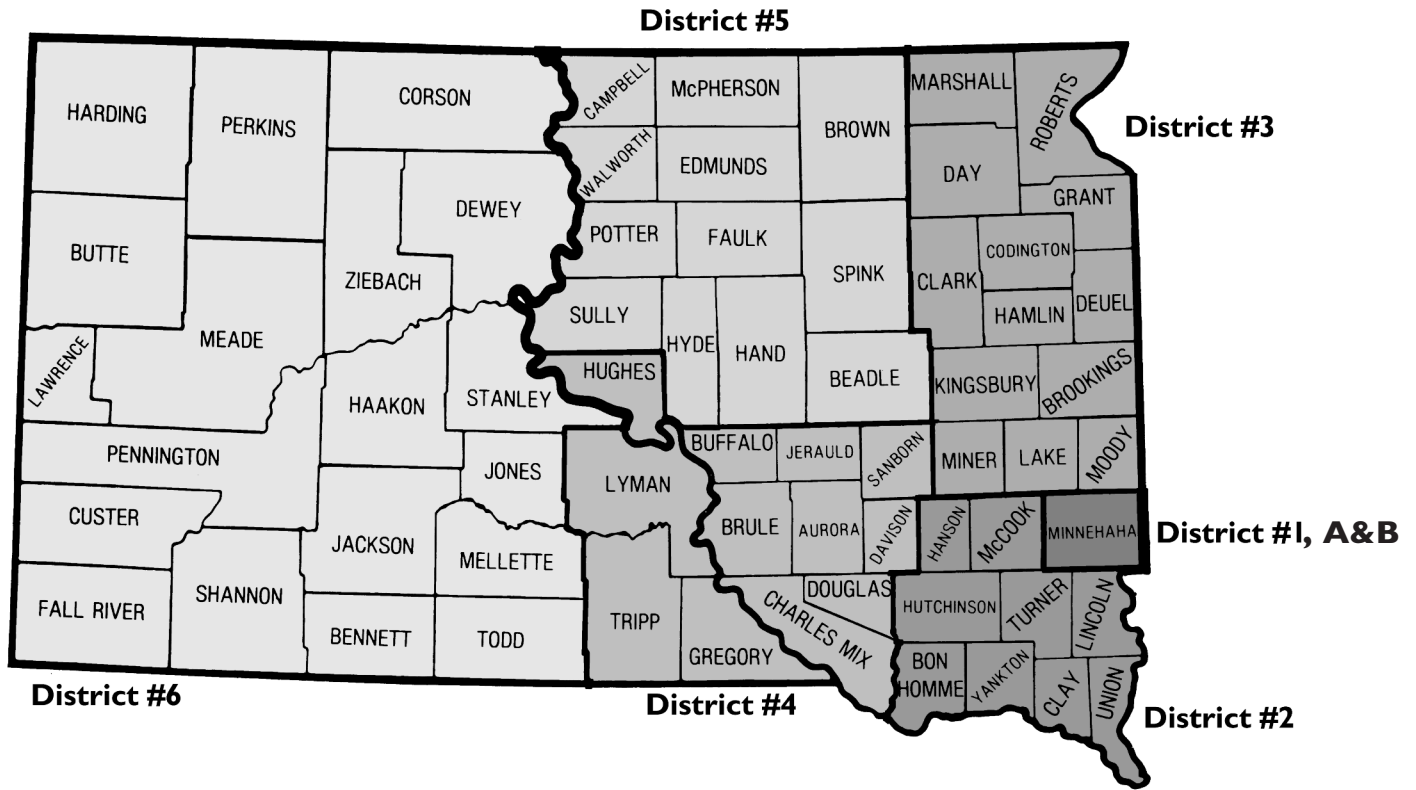 District #5
HARDING
PERKINS
CORSON
CAMPBELL
McPHERSON
BROWN
MARSHALL
ROBERTS
District #3
WALWORTH
EDMUNDS
DAY
GRANT
BUTTE
DEWEY
ZIEBACH
POTTER
FAULK
SPINK
CODINGTON
CLARK
HAMLIN
DEUEL
MEADE
SULLY
HYDE
HAND
LAWRENCE
HUGHES
BEADLE
KINGSBURY
BROOKINGS
HAAKON
STANLEY
PENNINGTON
JONES
LYMAN
BUFFALO
JERAULD
SANBORN
MINER
LAKE
MOODY
CUSTER
JACKSON
MELLETTE
BRULE
AURORA
DAVISON
HANSON
McCOOK
MINNEHAHA
District #1, A&B
FALL RIVER
SHANNON
BENNETT
TODD
TRIPP
GREGORY
CHARLES MIX
DOUGLAS
HUTCHINSON
TURNER
LINCOLN
BON
HOMME
YANKTON
CLAY
UNION
District #6
District #4
District #2